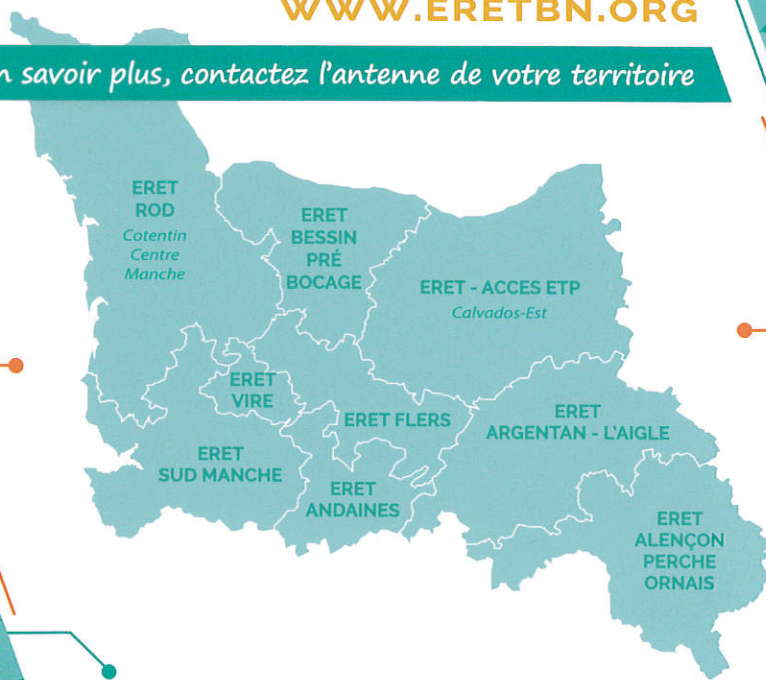 WWW.ERETBN.ORG
n savoir plus, contactez l'antenne de votre territoire
ERET
ROD
Cotentin
Centre
Manche
ERET
BESSIN
PRÉ
BOCAGE
ERET - ACCES ETP
Calvados-Est
ERET
VIRE
ERET FLERS
ERET
ARGENTAN - L'AIGLE
ERET
SUD MANCHE
ERET
ANDAINES
ERET
ALENÇON
PERCHE
ORNAIS